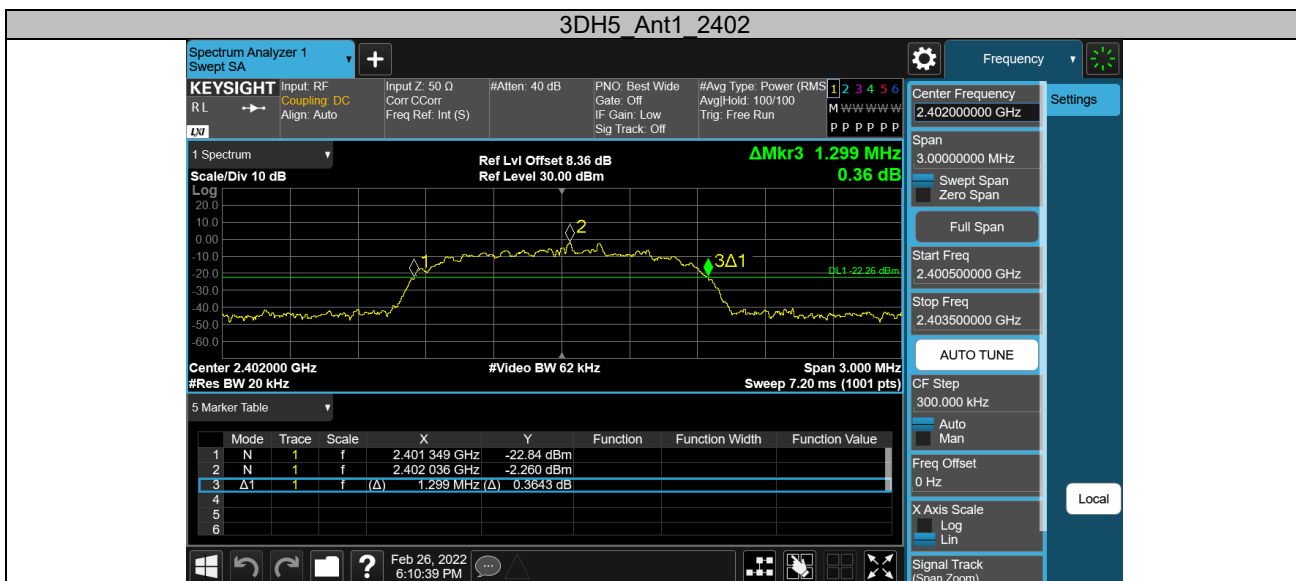 3DH5_Ant1_2402
Spectrum Analyzer 1
Swept SA
Frequency
KEYSIGHT
R L
LXI
Input: RF
Coupling: DC
Align: Auto
Input Z: 50 Ω
Corr CCorr
Freq Ref: Int (S)
#Atten: 40 dB
PNO: Best Wide
Gate: Off
IF Gain: Low
Sig Track: Off
#Avg Type: Power (RMS
Avg|Hold: 100/100
Trig: Free Run
1 2 3 4 5 6
M W W W W W
P P P P P P
1 Spectrum
Scale/Div 10 dB
Ref Lvl Offset 8.36 dB
Ref Level 30.00 dBm
ΔMkr3 1.299 MHz
0.36 dB
Log
20.0
10.0
0.00
-10.0
-20.0
-30.0
-40.0
-50.0
-60.0
1
2
3Δ1
DL1 -22.26 dBm
Center 2.402000 GHz
#Video BW 62 kHz
Span 3.000 MHz
#Res BW 20 kHz
Sweep 7.20 ms (1001 pts)
5 Marker Table
Mode Trace Scale X Y Function Function Width Function Value
1 N 1 f 2.401 349 GHz -22.84 dBm
2 N 1 f 2.402 036 GHz -2.260 dBm
3 Δ1 1 f (Δ) 1.299 MHz (Δ) 0.3643 dB
4
5
6
Feb 26, 2022
6:10:39 PM
Center Frequency
2.402000000 GHz
Settings
Span
3.00000000 MHz
Swept Span
Zero Span
Full Span
Start Freq
2.400500000 GHz
Stop Freq
2.403500000 GHz
AUTO TUNE
CF Step
300.000 kHz
Auto
Man
Freq Offset
0 Hz
Local
X Axis Scale
Log
Lin
Signal Track
(Span Zoom)